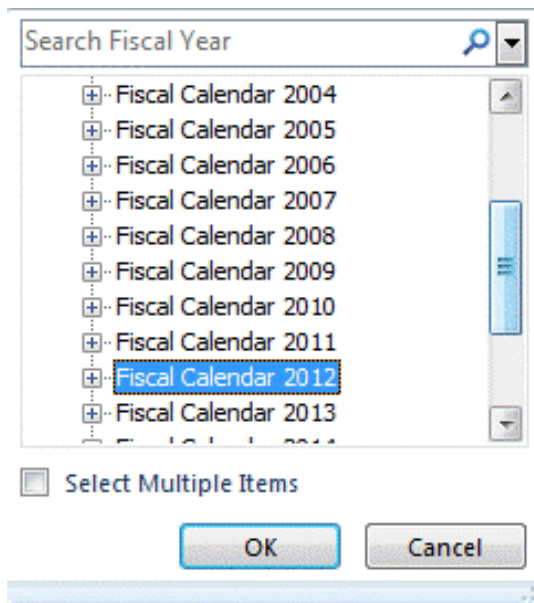 Search Fiscal Year
Fiscal Calendar 2004
Fiscal Calendar 2005
Fiscal Calendar 2006
Fiscal Calendar 2007
Fiscal Calendar 2008
Fiscal Calendar 2009
Fiscal Calendar 2010
Fiscal Calendar 2011
Fiscal Calendar 2012
Fiscal Calendar 2013
Select Multiple Items
OK Cancel